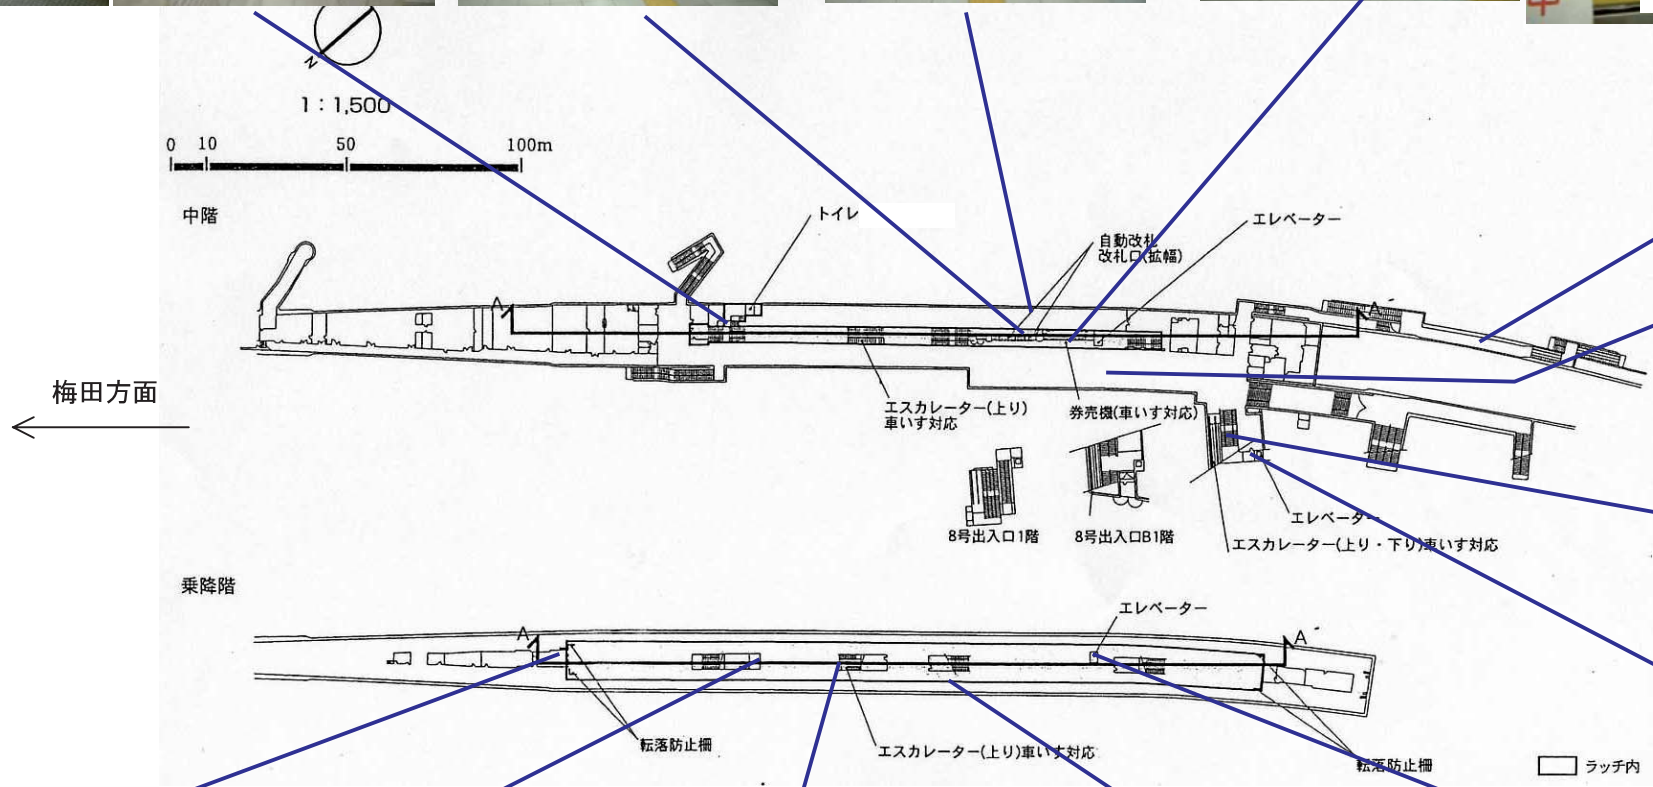 中
N
1：1,500
0 10 50 100m
中階
トイレ
エレベーター
自動改札
改札口(拡幅)
A
A
梅田方面
エスカレーター(上り)
車いす対応
券売機(車いす対応)
8号出入口1階
8号出入口B1階
エレベーター
エスカレーター(上り・下り)車いす対応
乗降階
エレベーター
A
A
転落防止柵
エスカレーター(上り)車いす対応
転落防止柵
ラッチ内